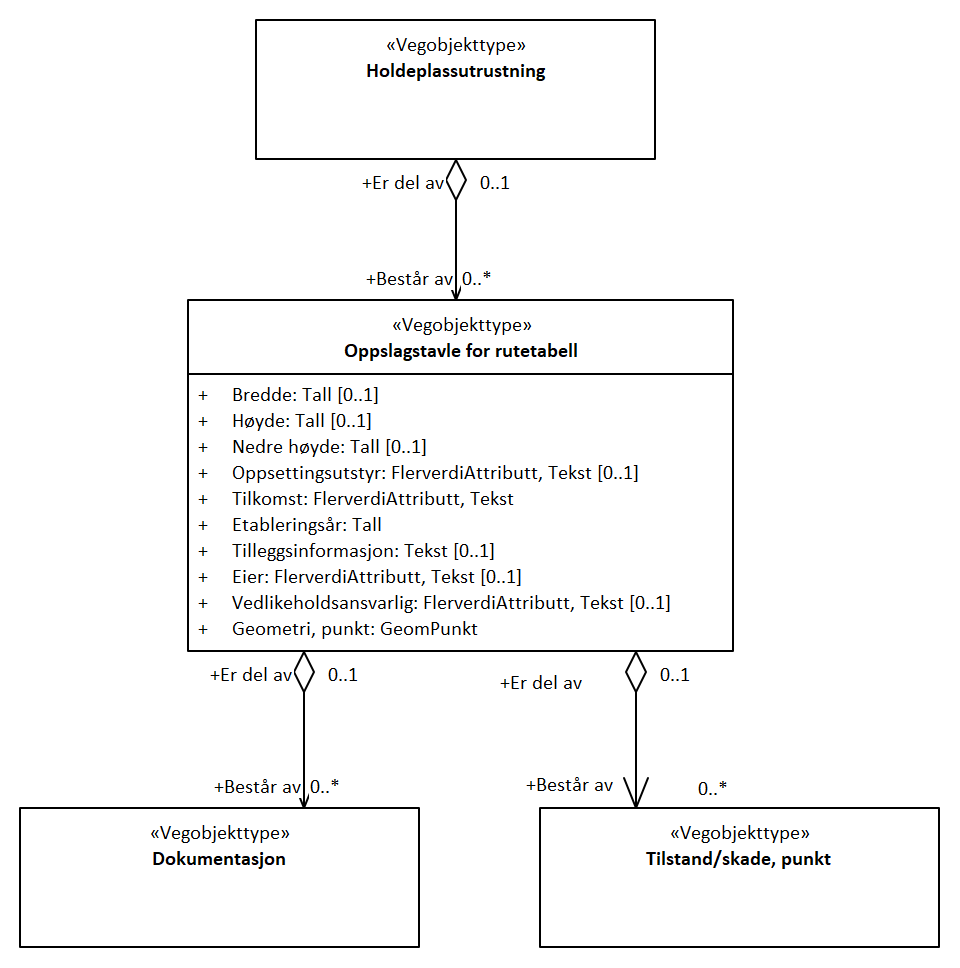 «Vegobjekttype»
Holdeplassutrustning
+Er del av 0..1
+Består av 0..*
«Vegobjekttype»
Oppslagstavle for rutetabell
+ Bredde: Tall [0..1]
+ Høyde: Tall [0..1]
+ Nedre høyde: Tall [0..1]
+ Oppsettingsutstyr: FlerverdiAttributt, Tekst [0..1]
+ Tilkomst: FlerverdiAttributt, Tekst
+ Etableringsår: Tall
+ Tilleggsinformasjon: Tekst [0..1]
+ Eier: FlerverdiAttributt, Tekst [0..1]
+ Vedlikeholdsansvarlig: FlerverdiAttributt, Tekst [0..1]
+ Geometri, punkt: GeomPunkt
+Er del av 0..1
+Består av 0..*
«Vegobjekttype»
Dokumentasjon
+Er del av 0..1
+Består av 0..*
«Vegobjekttype»
Tilstand/skade, punkt